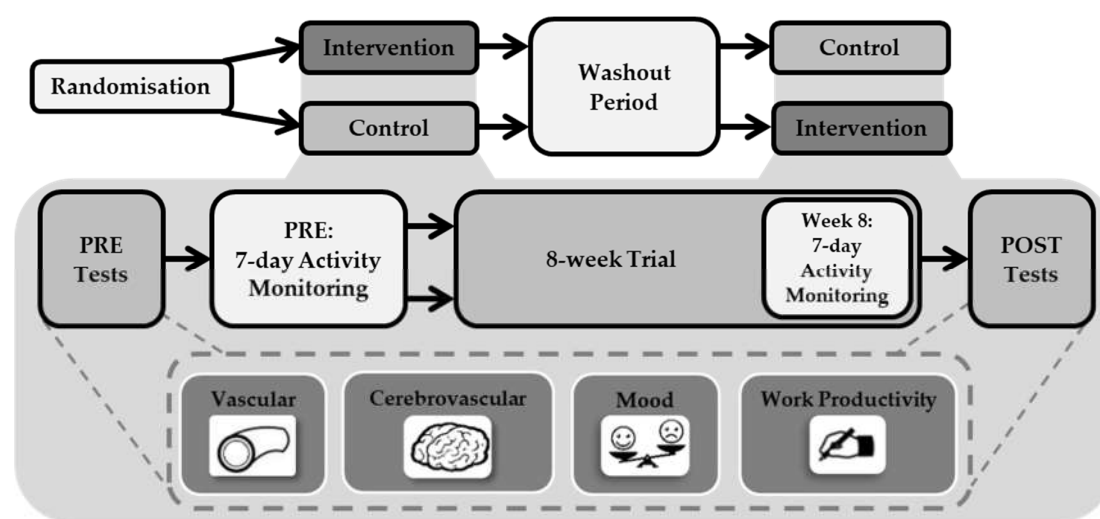 Intervention
Control
Randomisation
Washout
Period
Control
Intervention
PRE
Tests
PRE:
7-day Activity
Monitoring
8-week Trial
Week 8:
7-day
Activity
Monitoring
POST
Tests
Vascular
Cerebrovascular
Mood
Work Productivity